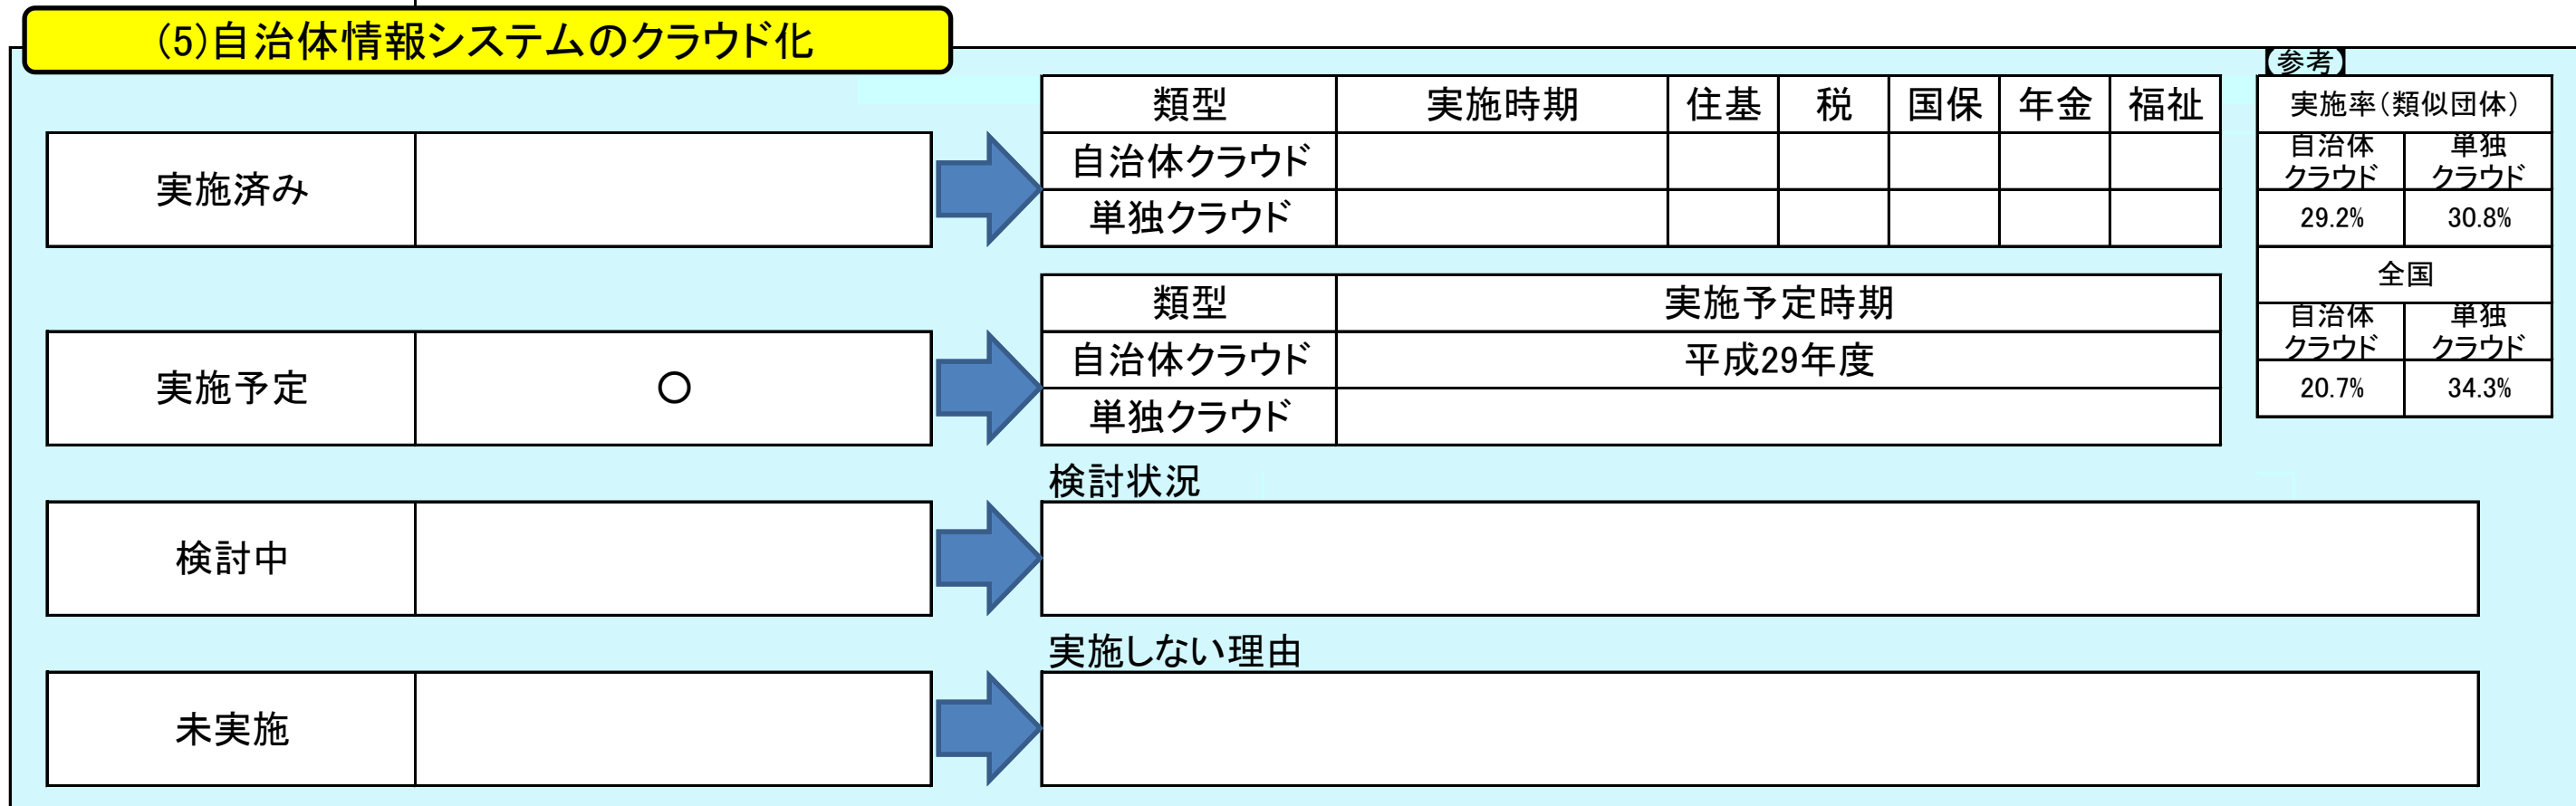 (5)自治体情報システムのクラウド化
【参考】
類型 実施時期 住基 税 国保 年金 福祉
自治体クラウド
単独クラウド
実施済み
実施率(類似団体)
自治体クラウド 単独クラウド
29.2% 30.8%
全国
自治体クラウド 単独クラウド
20.7% 34.3%
類型 実施予定時期
自治体クラウド 平成29年度
単独クラウド
実施予定 ○
検討状況
検討中
実施しない理由
未実施